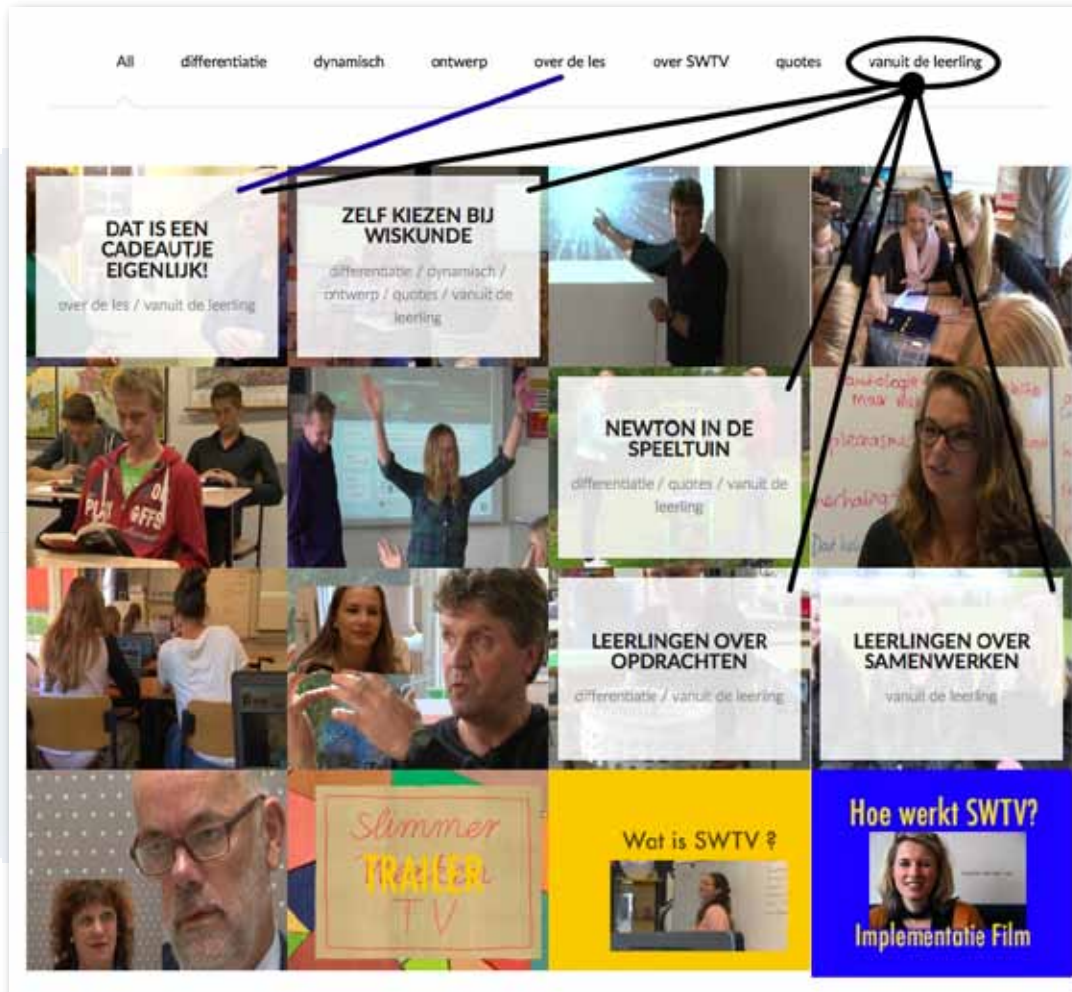 All differentiatie dynamisch ontwerp over de les over SWTV quotes vanuit de leerling
DAT IS EEN
CADEAUTJE
EIGENLIJK!
over de les / vanuit de leerling
ZELF KIEZEN BIJ
WISKUNDE
differentiatie / dynamisch /
ontwerp / quotes / vanuit de
leerling
NEWTON IN DE
SPEELTUIN
differentiatie / quotes / vanuit de
leerling
LEERLINGEN OVER
OPDRACHTEN
differentiatie / vanuit de leerling
LEERLINGEN OVER
SAMENWERKEN
vanuit de leerling
Slimmer
TRAILER
TV
Wat is SWTV ?
Hoe werkt SWTV?
Implementatie Film